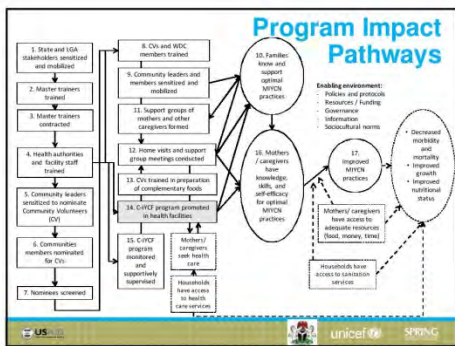 Program Impact
Pathways
1. State and LGA
stakeholders sensitized
and mobilized
2. Master trainers
trained
3. Master trainers
contracted
4. Health authorities and
facility staff trained
5. Community leaders
sensitized to nominate
Community Volunteers
(CV)
6. Communities
members nominated
for CVs
7. Nominees screened
8. CVs and WDC
members trained
9. Community leaders and
members sensitized and
mobilized
11. Support groups of
mothers and other
caregivers formed
12. Home visits and support
group meetings conducted
13. CVs trained in preparation of
complementary foods
14. C-IYCF program promoted in
health facilities
15. C-IYCF
program
monitored and
supportively
supervised
Mothers/
caregivers
seek health
care
Households
have access to
health care services
10. Families
know and
support
optimal
MIYCN
practices
16. Mothers/
caregivers
have
knowledge,
skills, and
self-efficacy
for optimal
MIYCN
practices
Enabling environment:
- Policies and protocols
- Resources / Funding
- Governance
- Information
- Sociocultural norms
17.
Improved
MIYCN
practices
Mothers/caregivers
have access to
adequate resources
(food, money, time)
Households have
access to sanitation
services
• Decreased
morbidity
and
mortality
• Improved
growth
• Improved
nutritional
status
USAID
unicef
SPRING